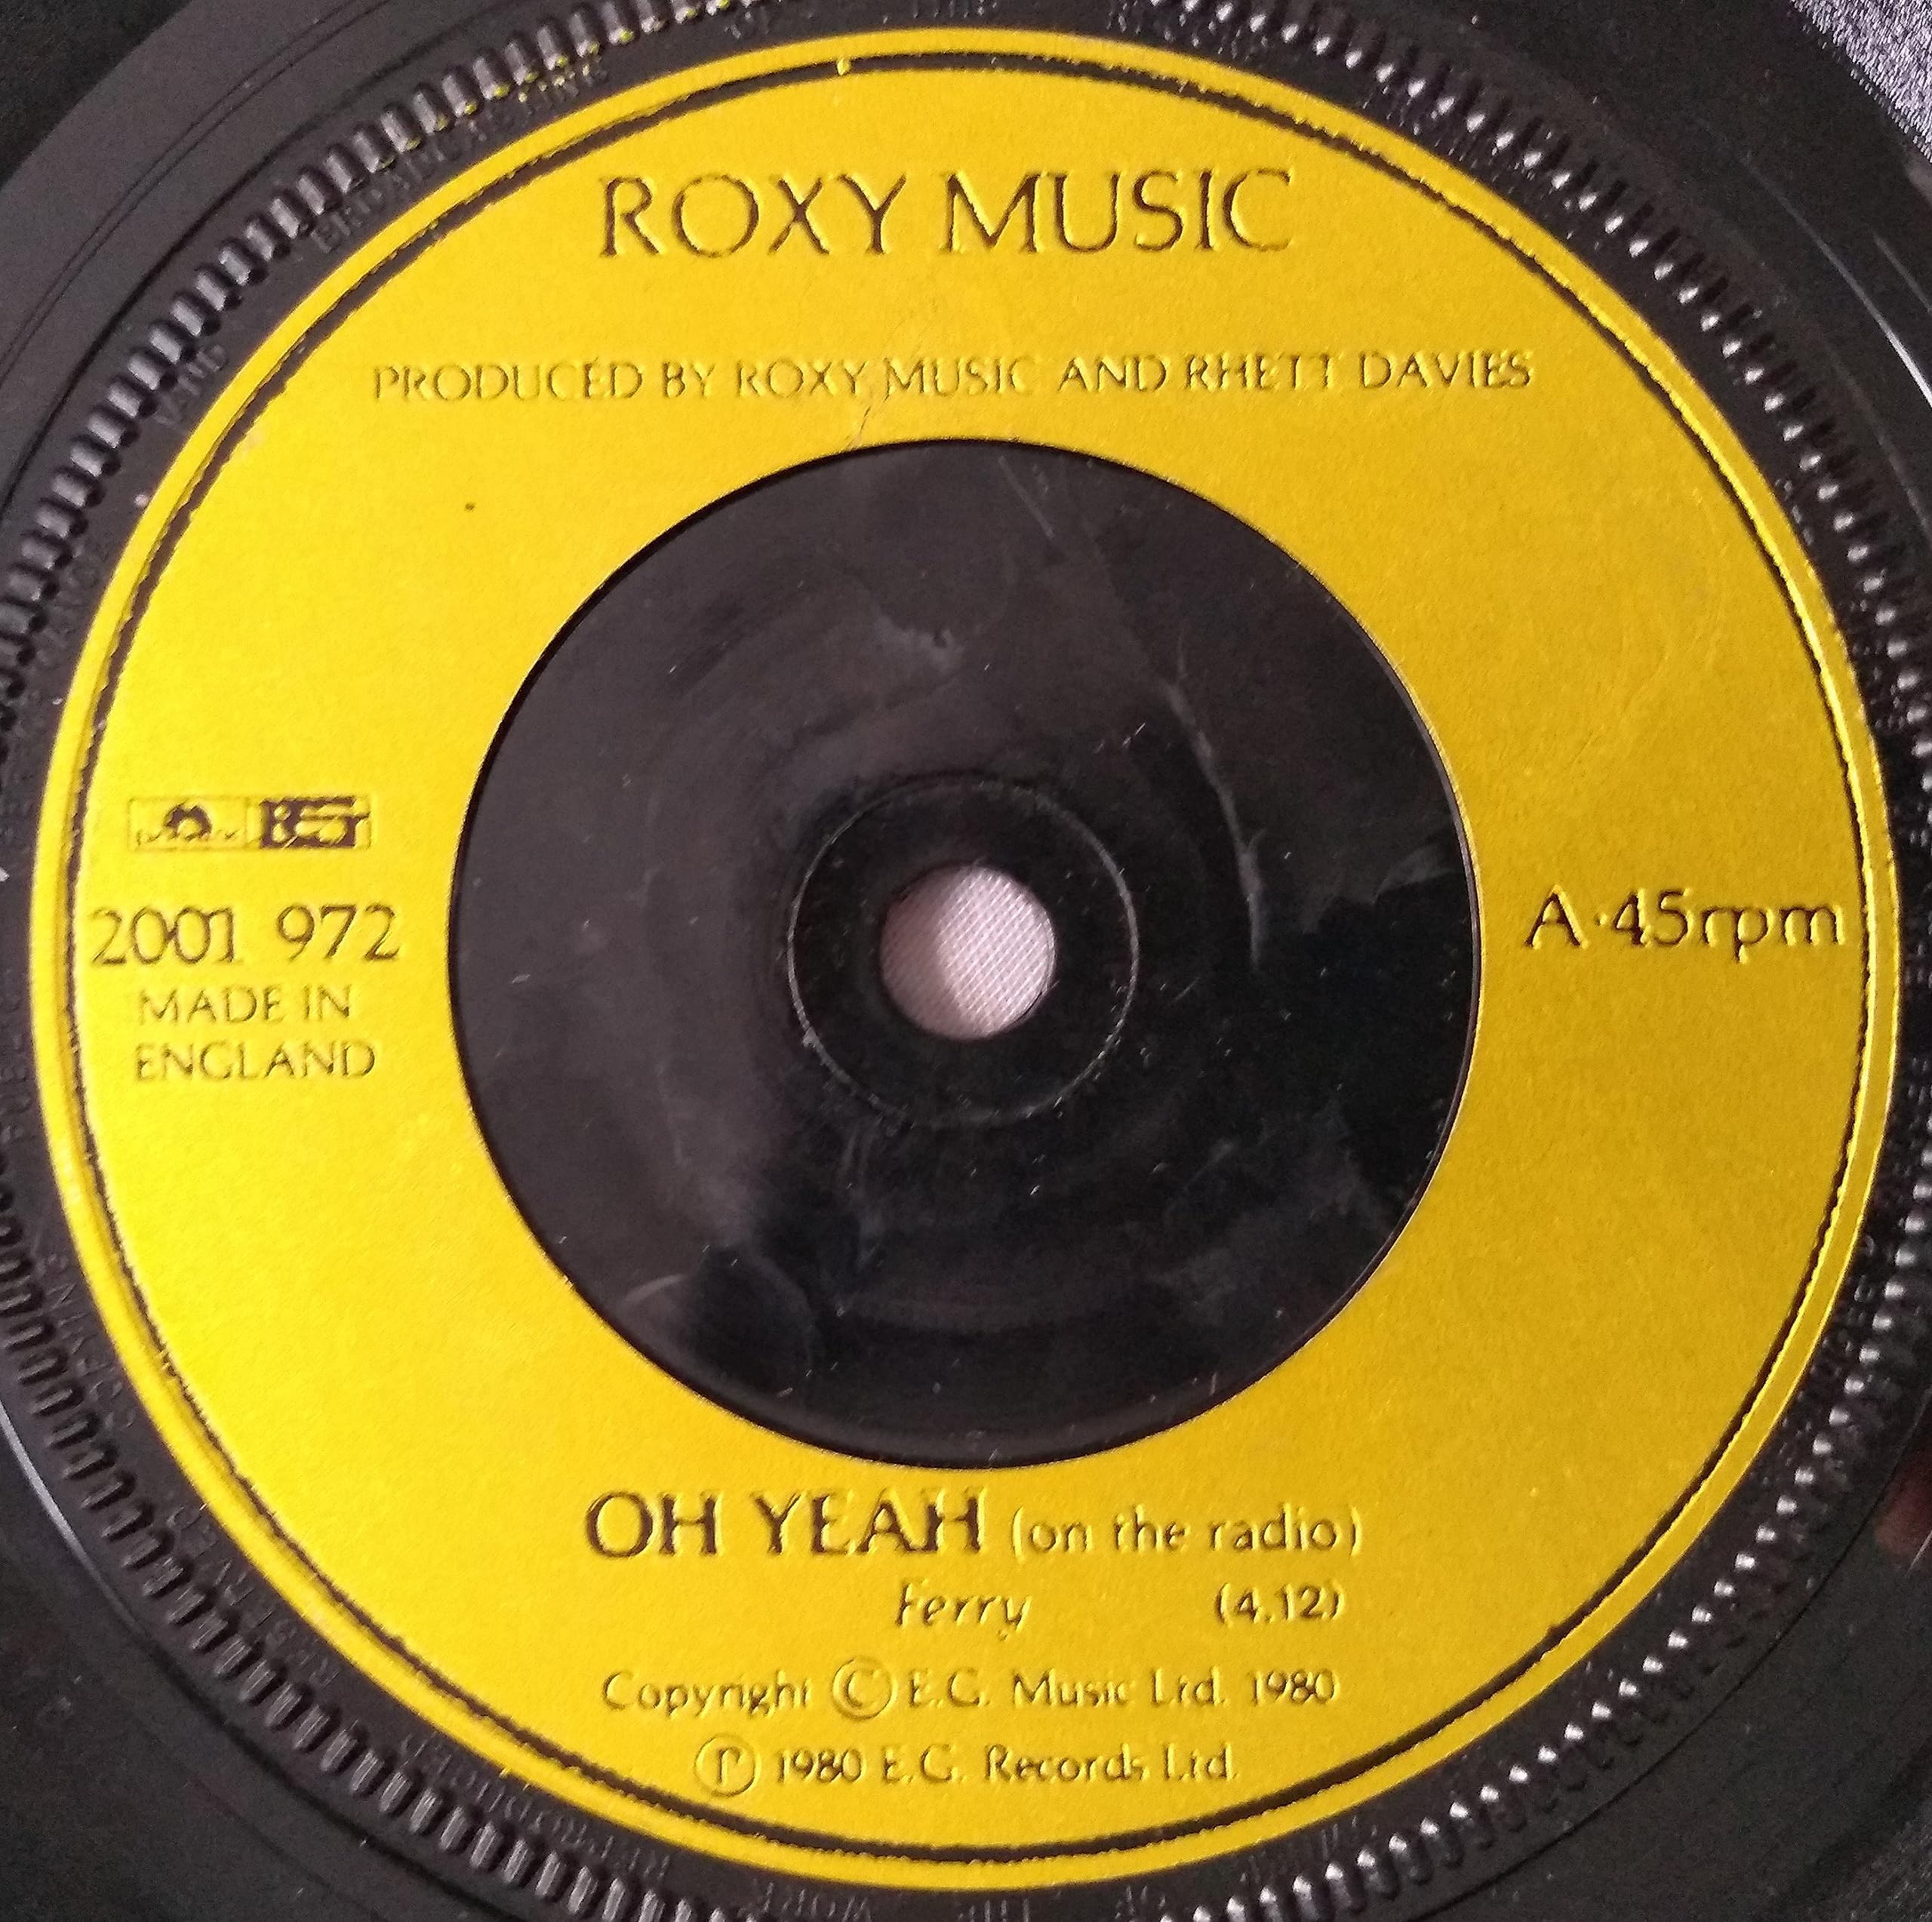 ROXY MUSIC
PRODUCED BY ROXY MUSIC AND RHETT DAVIES
2001 972
MADE IN
ENGLAND
A·45rpm
OH YEAH (on the radio)
Ferry (4.12)
Copyright © E.G. Music Ltd. 1980
℗ 1980 E.G. Records Ltd.